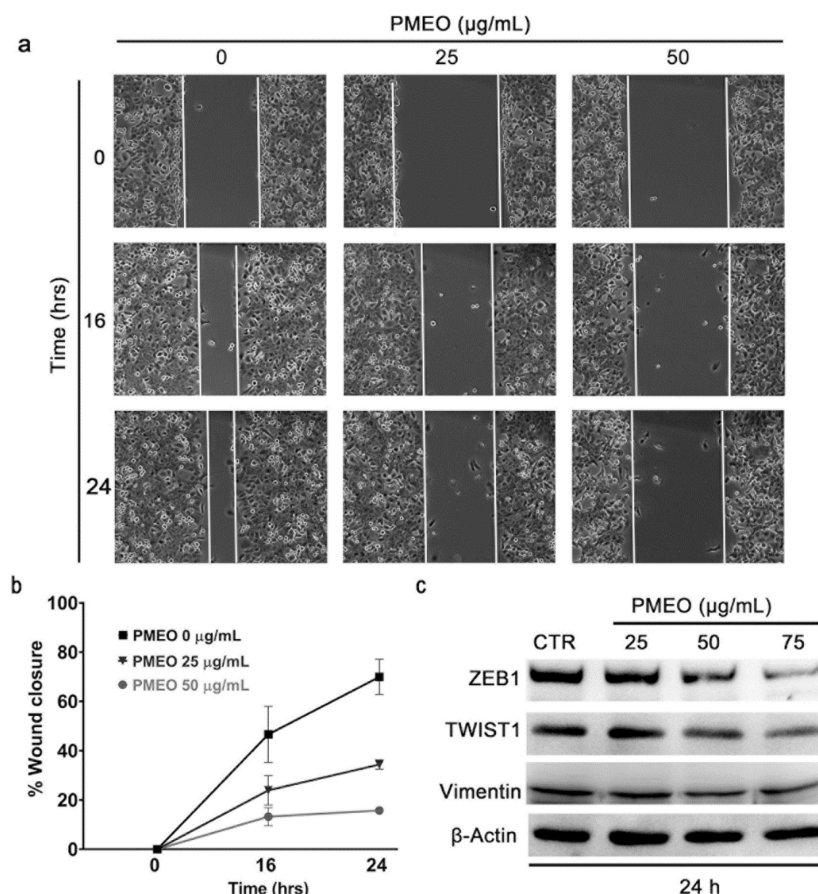 a
PMEO (µg/mL)
0 25 50
Time (hrs)
0
16
24
b
% Wound closure
100
80
60
40
20
0
PMEO 0 µg/mL
PMEO 25 µg/mL
PMEO 50 µg/mL
0 16 24
Time (hrs)
c
PMEO (µg/mL)
CTR 25 50 75
ZEB1
TWIST1
Vimentin
β-Actin
24 h